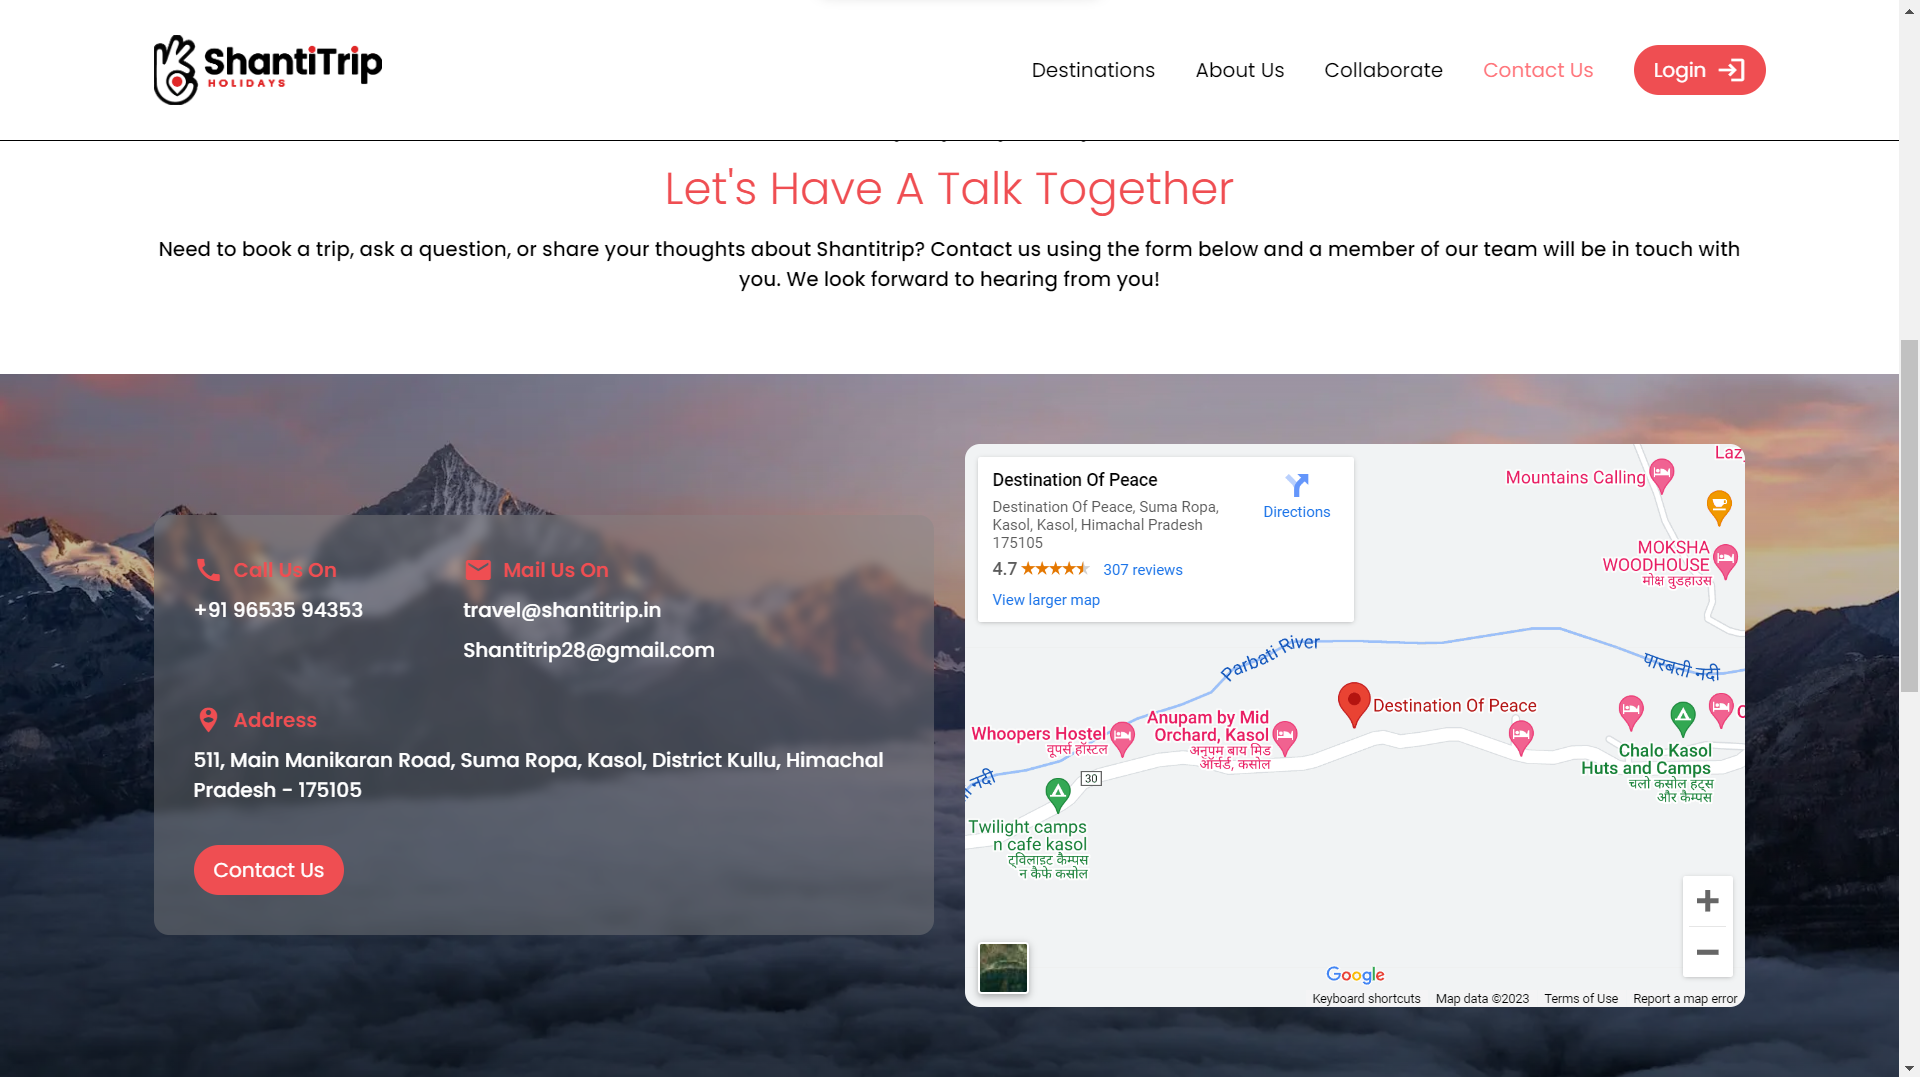 ShantiTrip
HOLIDAYS
Destinations
About Us
Collaborate
Contact Us
Login
Let's Have A Talk Together
Need to book a trip, ask a question, or share your thoughts about Shantitrip? Contact us using the form below and a member of our team will be in touch with
you. We look forward to hearing from you!
Call Us On
+91 96535 94353
Mail Us On
travel@shantitrip.in
Shantitrip28@gmail.com
Address
511, Main Manikaran Road, Suma Ropa, Kasol, District Kullu, Himachal
Pradesh - 175105
Contact Us
Destination Of Peace
Destination Of Peace, Suma Ropa,
Kasol, Kasol, Himachal Pradesh
175105
Directions
4.7
307 reviews
View larger map
Mountains Calling
MOKSHA
WOODHOUSE
मोक्ष वुडहाउस
Parbati River
पारबती नदी
Destination Of Peace
Whoopers Hostel
वूपर्स हॉस्टल
Anupam by Mid
Orchard, Kasol
अनुपम बाय मिड
ऑर्चर्ड, कसोल
30
नदी
Chalo Kasol
Huts and Camps
चलो कसोल हट्स
और कैम्पस
Twilight camps
n cafe kasol
ट्विलाइट कैम्पस
न कैफे कसोल
Google
Keyboard shortcuts
Map data ©2023
Terms of Use
Report a map error